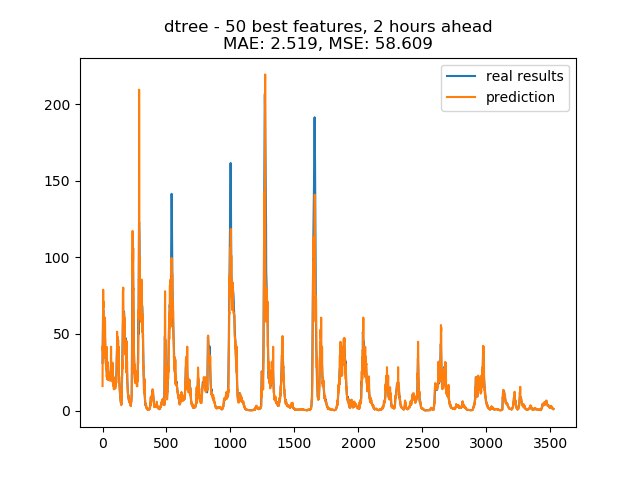 dtree - 50 best features, 2 hours ahead
MAE: 2.519, MSE: 58.609
real results
prediction
200
150
100
50
0
0 500 1000 1500 2000 2500 3000 3500